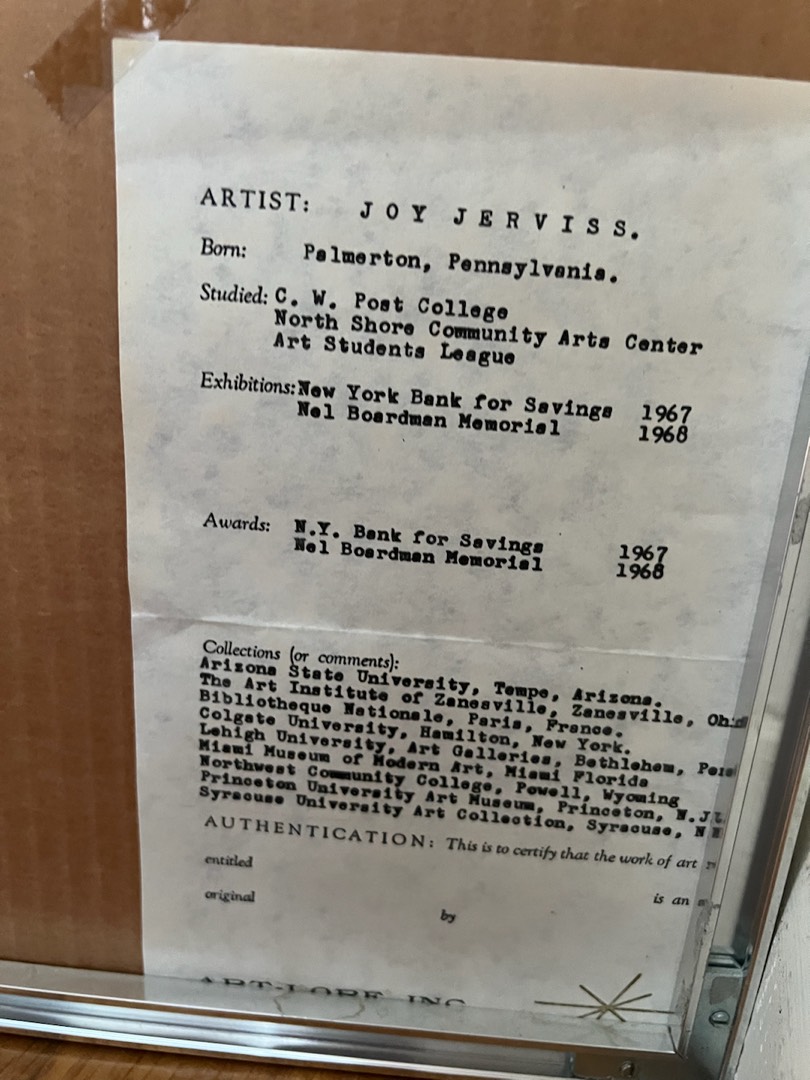 ARTIST: JOY JERVISS.
Born: Palmerton, Pennsylvania.
Studied: C. W. Post College
North Shore Community Arts Center
Art Students League
Exhibitions: New York Bank for Savings 1967
Nel Boardman Memorial 1968
Awards: N.Y. Bank for Savings 1967
Nel Boardman Memorial 1968
Collections (or comments):
Arizona State University, Tempe, Arizona.
The Art Institute of Zanesville, Zanesville,
Bibliotheque Nationale, Paris, France.
Colgate University, Hamilton, New York.
Lehigh University, Art Galleries, Bethlehem,
Miami Museum of Modern Art, Miami Florida
Northwest Community College, Powell, Wyoming
Princeton University Art Museum, Princeton, N.J.
Syracuse University Art Collection, Syracuse, N
AUTHENTICATION: This is to certify that the work of art
entitled
is an
original
by
ART-LORE INC